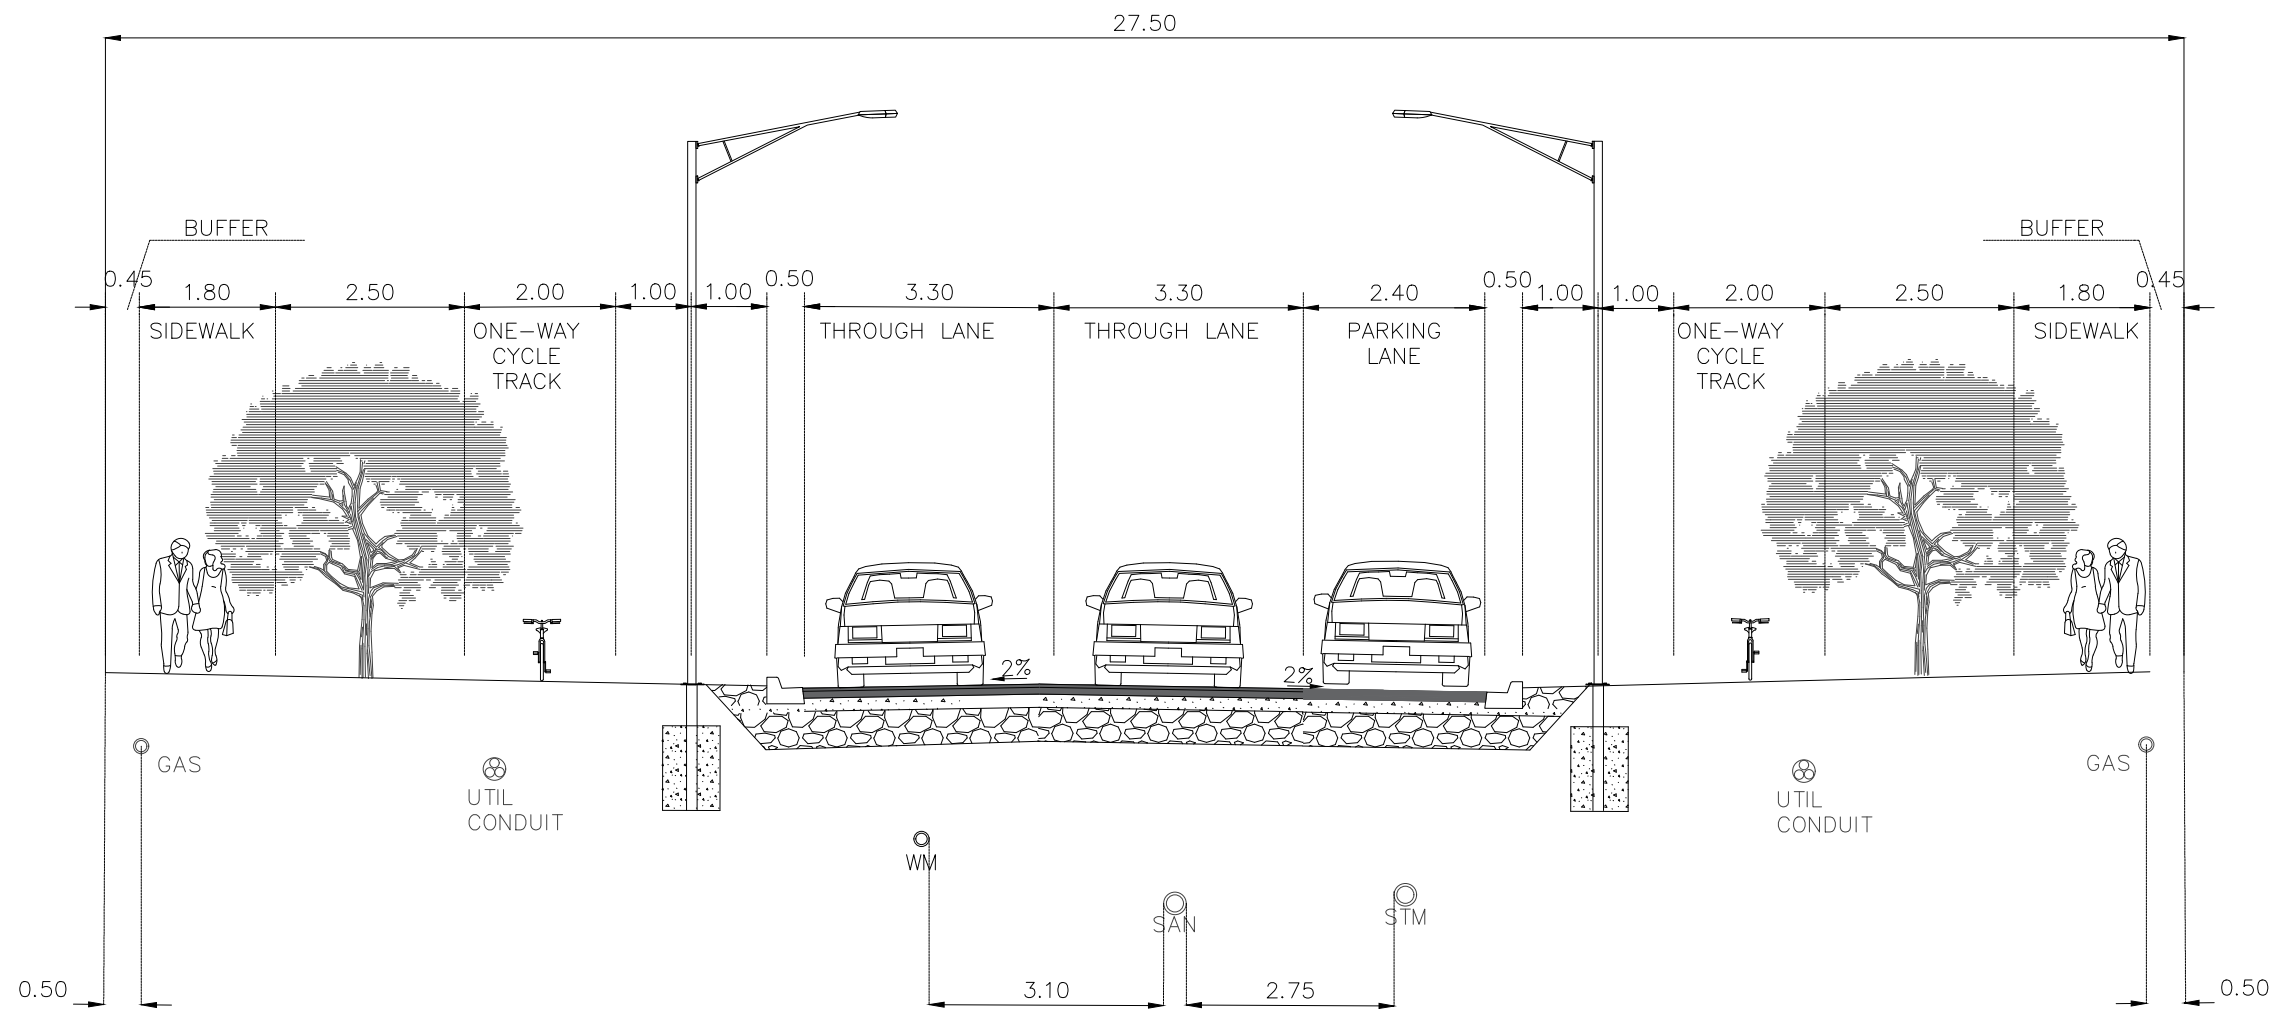 27.50
BUFFER
BUFFER
0.45
1.80
2.50
2.00
1.00
1.00
0.50
3.30
3.30
2.40
0.50
1.00
1.00
2.00
2.50
1.80
0.45
SIDEWALK
ONE-WAY
CYCLE
TRACK
THROUGH LANE
THROUGH LANE
PARKING
LANE
ONE-WAY
CYCLE
TRACK
SIDEWALK
2%
2%
GAS
UTIL
CONDUIT
WM
SAN
STM
UTIL
CONDUIT
GAS
0.50
3.10
2.75
0.50